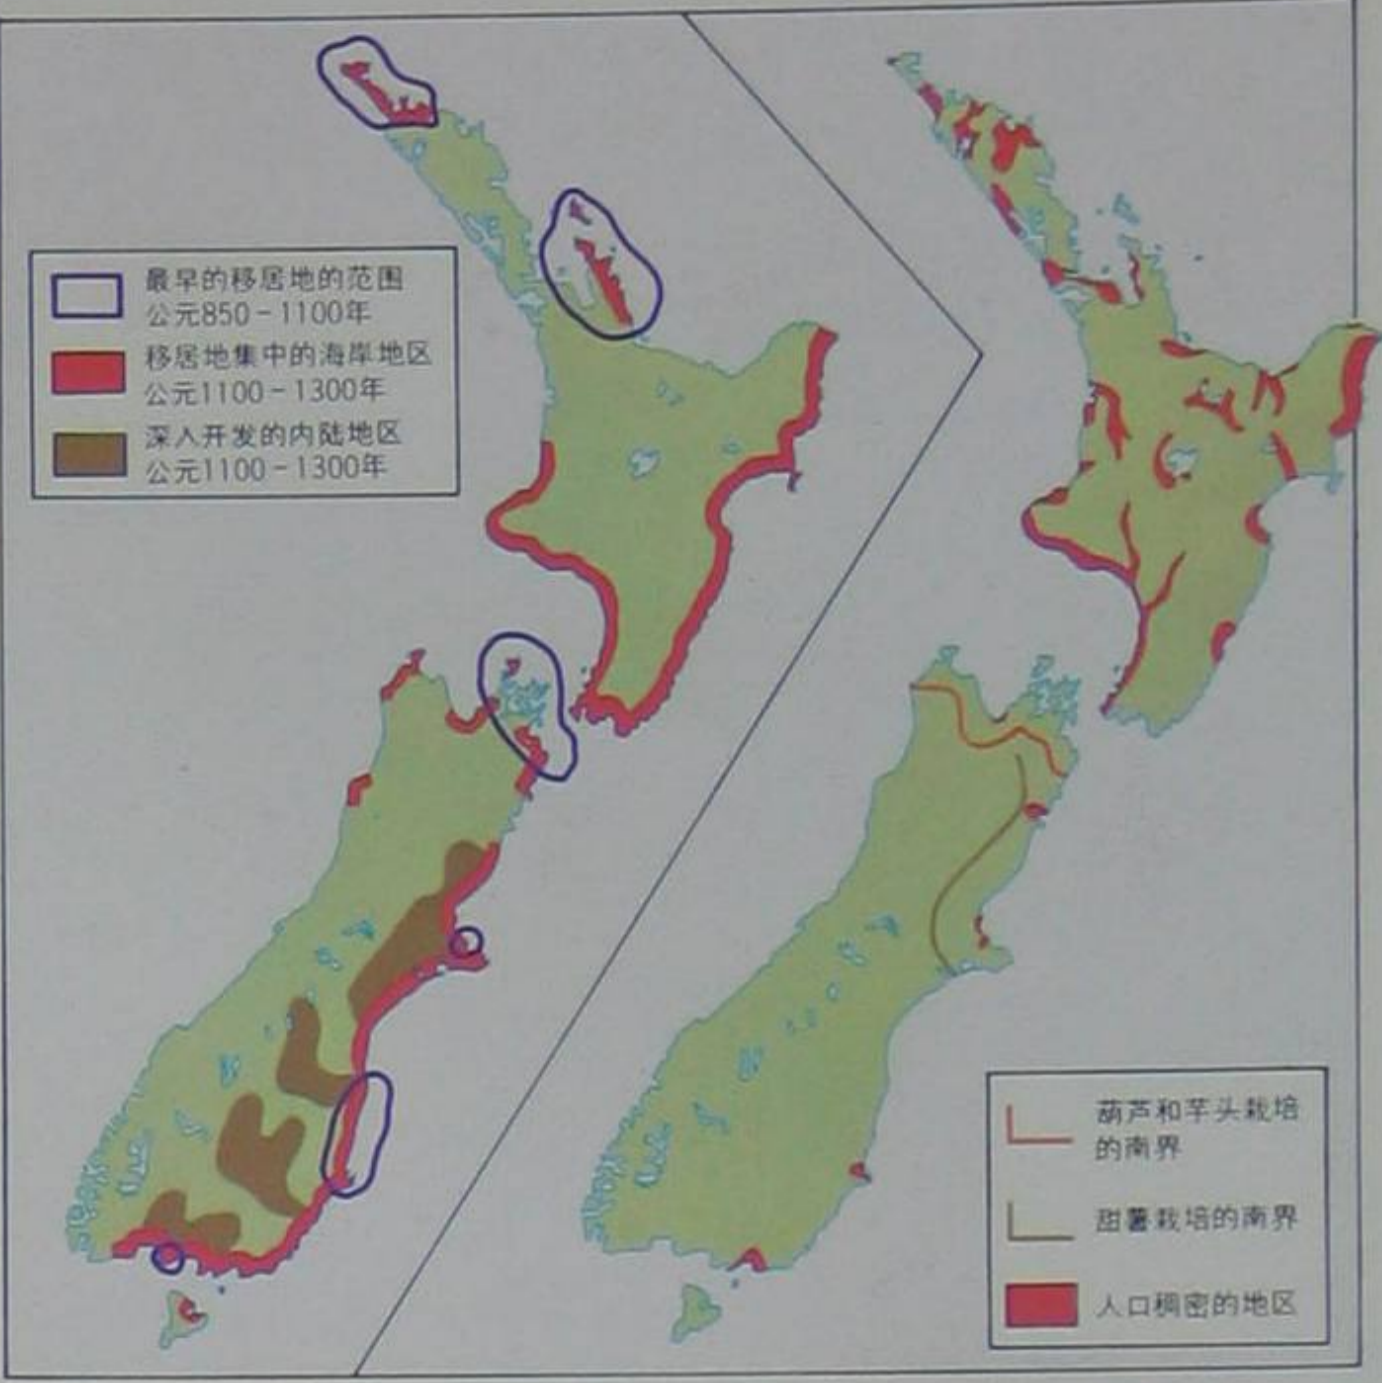 最早的移居地的范围
公元850－1100年
移居地集中的海岸地区
公元1100－1300年
深入开发的内陆地区
公元1100－1300年
葫芦和芋头栽培
的南界
甜薯栽培的南界
人口稠密的地区